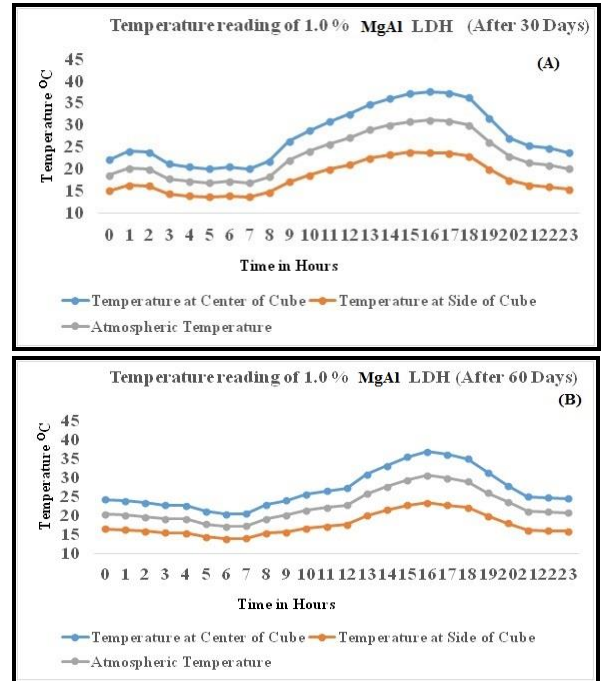 Temperature reading of 1.0 % MgAl LDH (After 30 Days)
(A)
Temperature ⁰C
45
40
35
30
25
20
15
10
0 1 2 3 4 5 6 7 8 9 10 11 12 13 14 15 16 17 18 19 20 21 22 23
Time in Hours
Temperature at Center of Cube Temperature at Side of Cube
Atmospheric Temperature
Temperature reading of 1.0 % MgAl LDH (After 60 Days)
(B)
Temperature ⁰C
45
40
35
30
25
20
15
10
0 1 2 3 4 5 6 7 8 9 10 11 12 13 14 15 16 17 18 19 20 21 22 23
Time in Hours
Temperature at Center of Cube Temperature at Side of Cube
Atmospheric Temperature